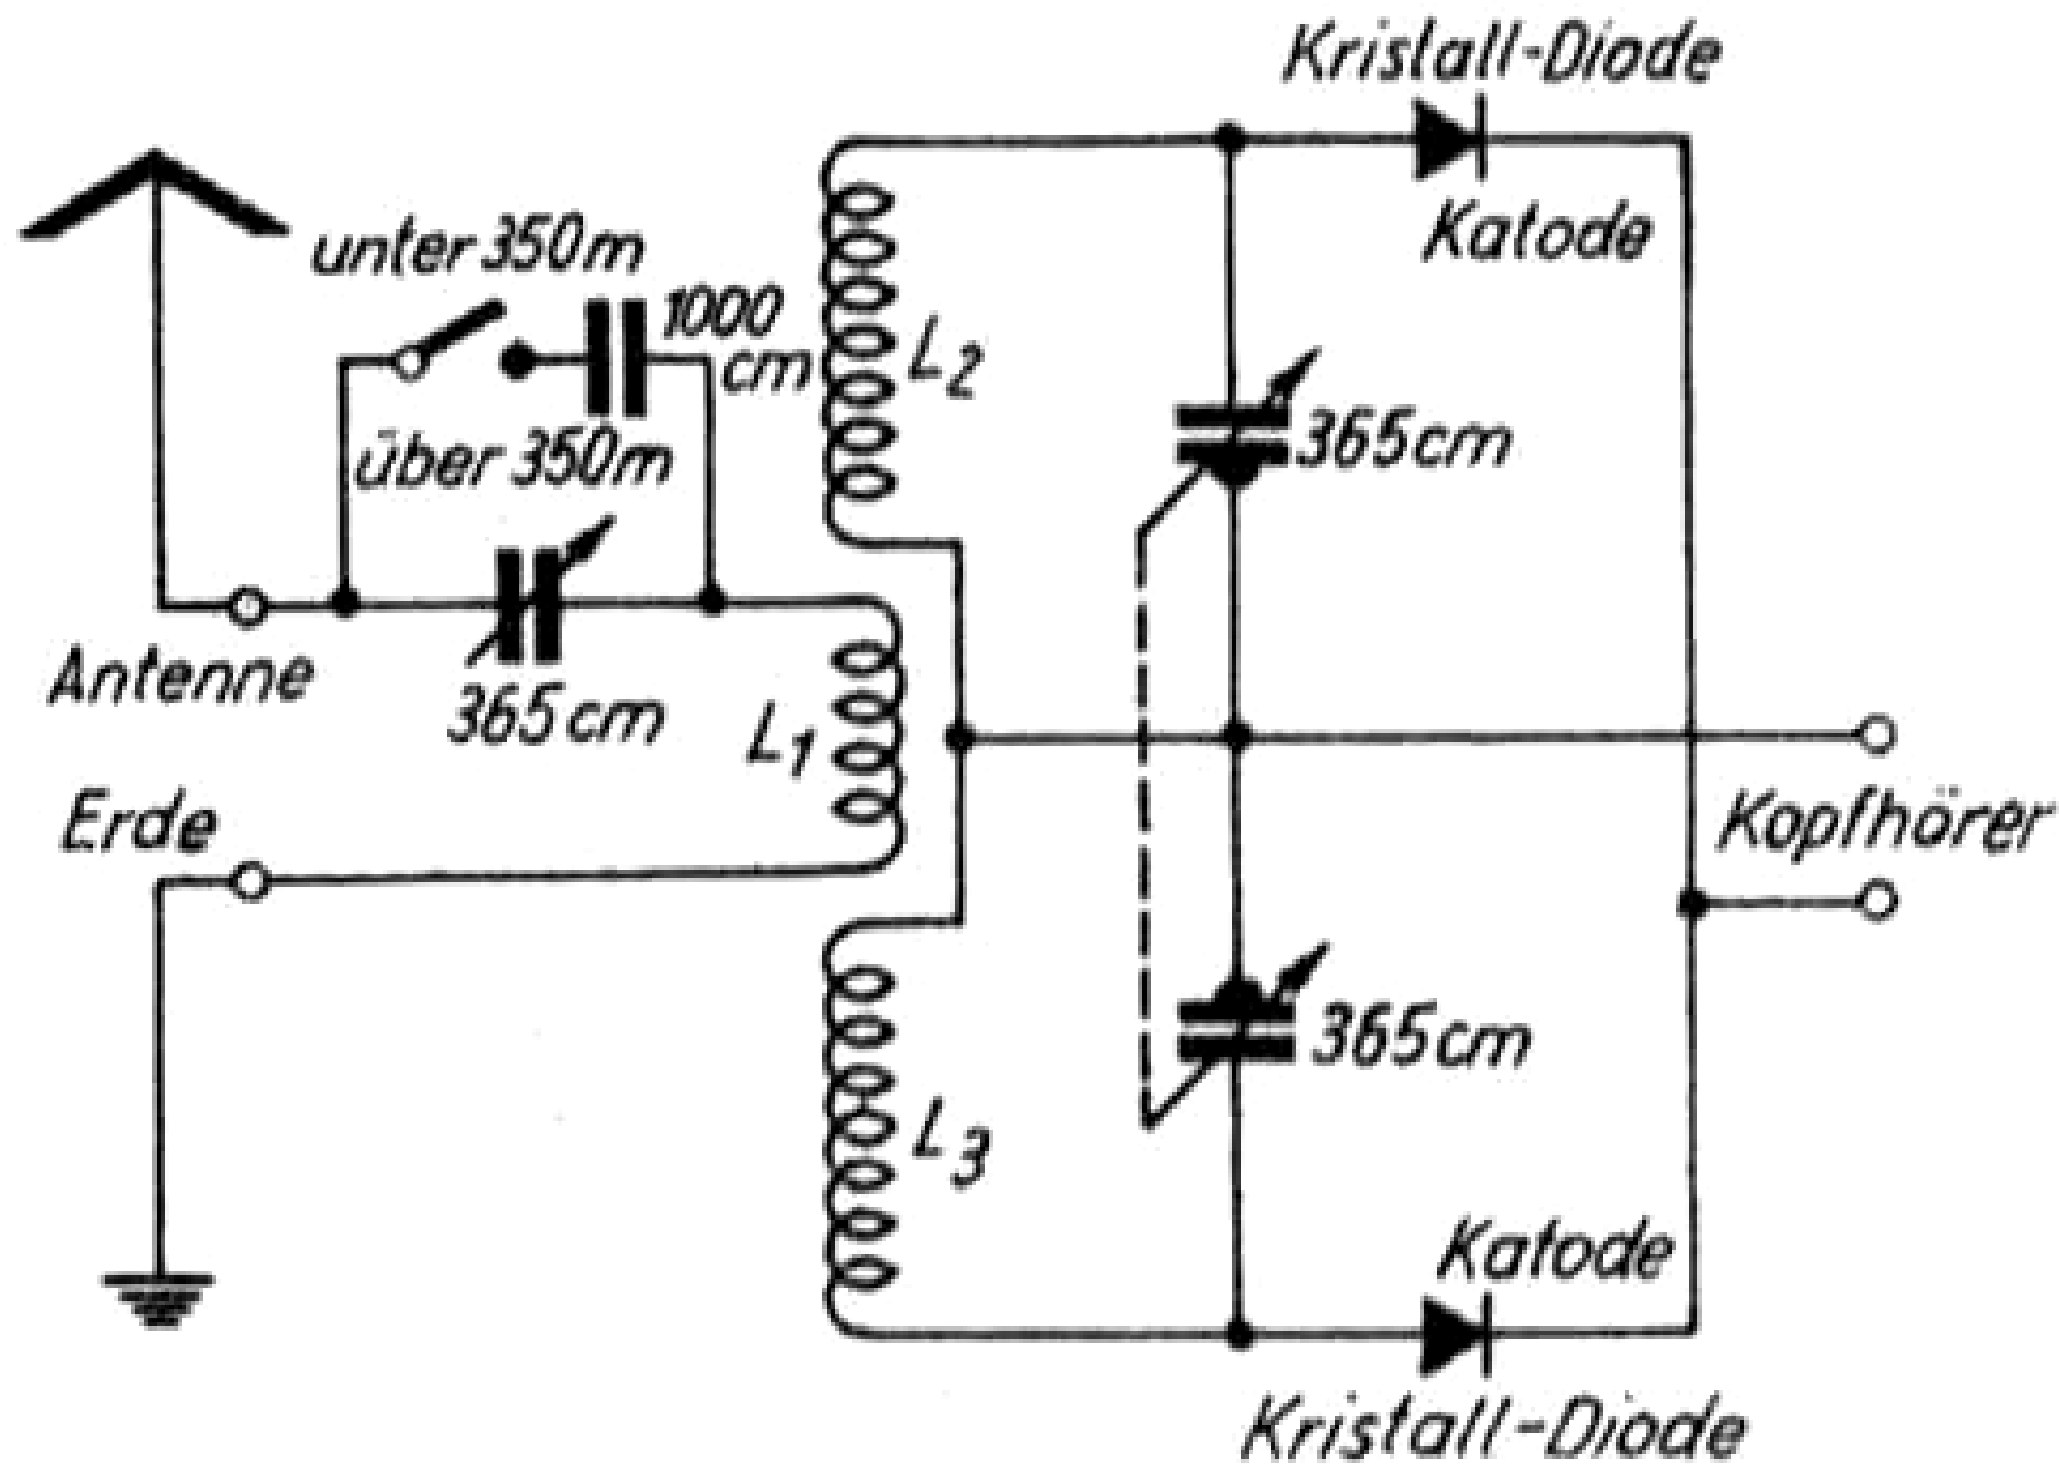 Kristall-Diode
Katode
unter 350m
1000
cm
L2
über 350m
365cm
Antenne
365cm
L1
Erde
Kopfhörer
365cm
L3
Katode
Kristall-Diode